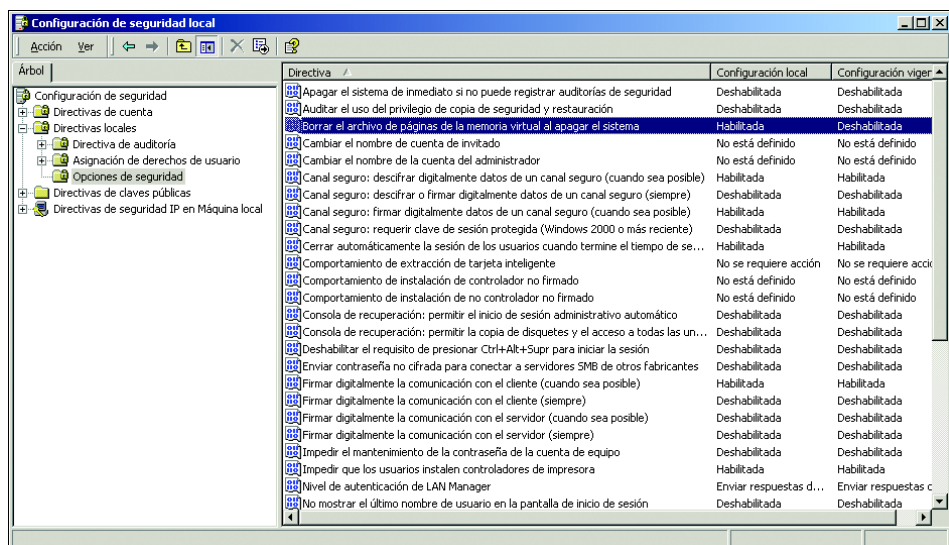 Configuración de seguridad local
Acción Ver
Árbol
Configuración de seguridad
Directivas de cuenta
Directivas locales
Directiva de auditoría
Asignación de derechos de usuario
Opciones de seguridad
Directivas de claves públicas
Directivas de seguridad IP en Máquina local
Directiva Configuración local Configuración vigen
Apagar el sistema de inmediato si no puede registrar auditorías de seguridad Deshabilitada Deshabilitada
Auditar el uso del privilegio de copia de seguridad y restauración Deshabilitada Deshabilitada
Borrar el archivo de páginas de la memoria virtual al apagar el sistema Habilitada Deshabilitada
Cambiar el nombre de cuenta de invitado No está definido No está definido
Cambiar el nombre de la cuenta del administrador No está definido No está definido
Canal seguro: descifrar digitalmente datos de un canal seguro (cuando sea posible) Habilitada Habilitada
Canal seguro: descifrar o firmar digitalmente datos de un canal seguro (siempre) Deshabilitada Deshabilitada
Canal seguro: firmar digitalmente datos de un canal seguro (cuando sea posible) Habilitada Habilitada
Canal seguro: requerir clave de sesión protegida (Windows 2000 o más reciente) Deshabilitada Deshabilitada
Cerrar automáticamente la sesión de los usuarios cuando termine el tiempo de se... Habilitada Habilitada
Comportamiento de extracción de tarjeta inteligente No se requiere acción No se requiere acció
Comportamiento de instalación de controlador no firmado No está definido No está definido
Comportamiento de instalación de no controlador no firmado No está definido No está definido
Consola de recuperación: permitir el inicio de sesión administrativo automático Deshabilitada Deshabilitada
Consola de recuperación: permitir la copia de disquetes y el acceso a todas las un... Deshabilitada Deshabilitada
Deshabilitar el requisito de presionar Ctrl+Alt+Supr para iniciar la sesión Deshabilitada Deshabilitada
Enviar contraseña no cifrada para conectar a servidores SMB de otros fabricantes Deshabilitada Deshabilitada
Firmar digitalmente la comunicación con el cliente (cuando sea posible) Habilitada Habilitada
Firmar digitalmente la comunicación con el cliente (siempre) Deshabilitada Deshabilitada
Firmar digitalmente la comunicación con el servidor (cuando sea posible) Deshabilitada Deshabilitada
Firmar digitalmente la comunicación con el servidor (siempre) Deshabilitada Deshabilitada
Impedir el mantenimiento de la contraseña de la cuenta de equipo Deshabilitada Deshabilitada
Impedir que los usuarios instalen controladores de impresora Habilitada Habilitada
Nivel de autenticación de LAN Manager Enviar respuestas d... Enviar respuestas d
No mostrar el último nombre de usuario en la pantalla de inicio de sesión Deshabilitada Deshabilitada